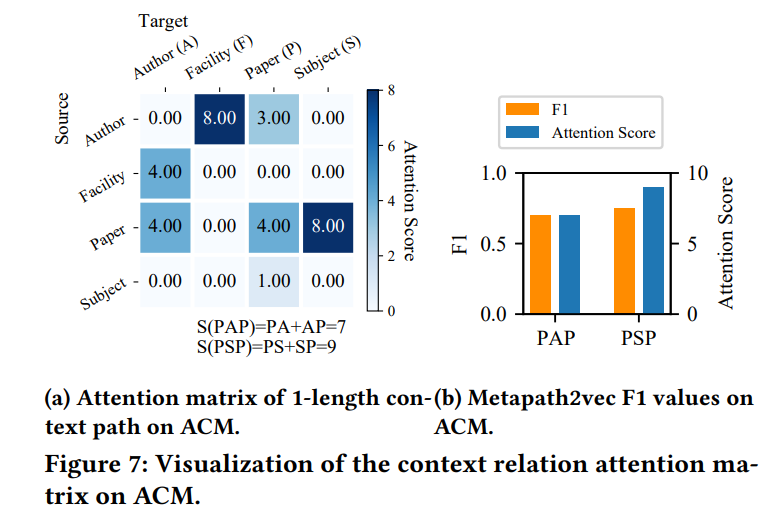 Target
Author (A) Facility (F) Paper (P) Subject (S)
Source
Author 0.00 8.00 3.00 0.00
Facility 4.00 0.00 0.00 0.00
Paper 4.00 0.00 4.00 8.00
Subject 0.00 0.00 1.00 0.00
8
6
4
2
0
Attention Score
S(PAP)=PA+AP=7
S(PSP)=PS+SP=9
F1
Attention Score
1.0
0.5
0.0
F1
10
5
0
Attention Score
PAP PSP
(a) Attention matrix of 1-length con-
text path on ACM.
(b) Metapath2vec F1 values on
ACM.
Figure 7: Visualization of the context relation attention ma-
trix on ACM.